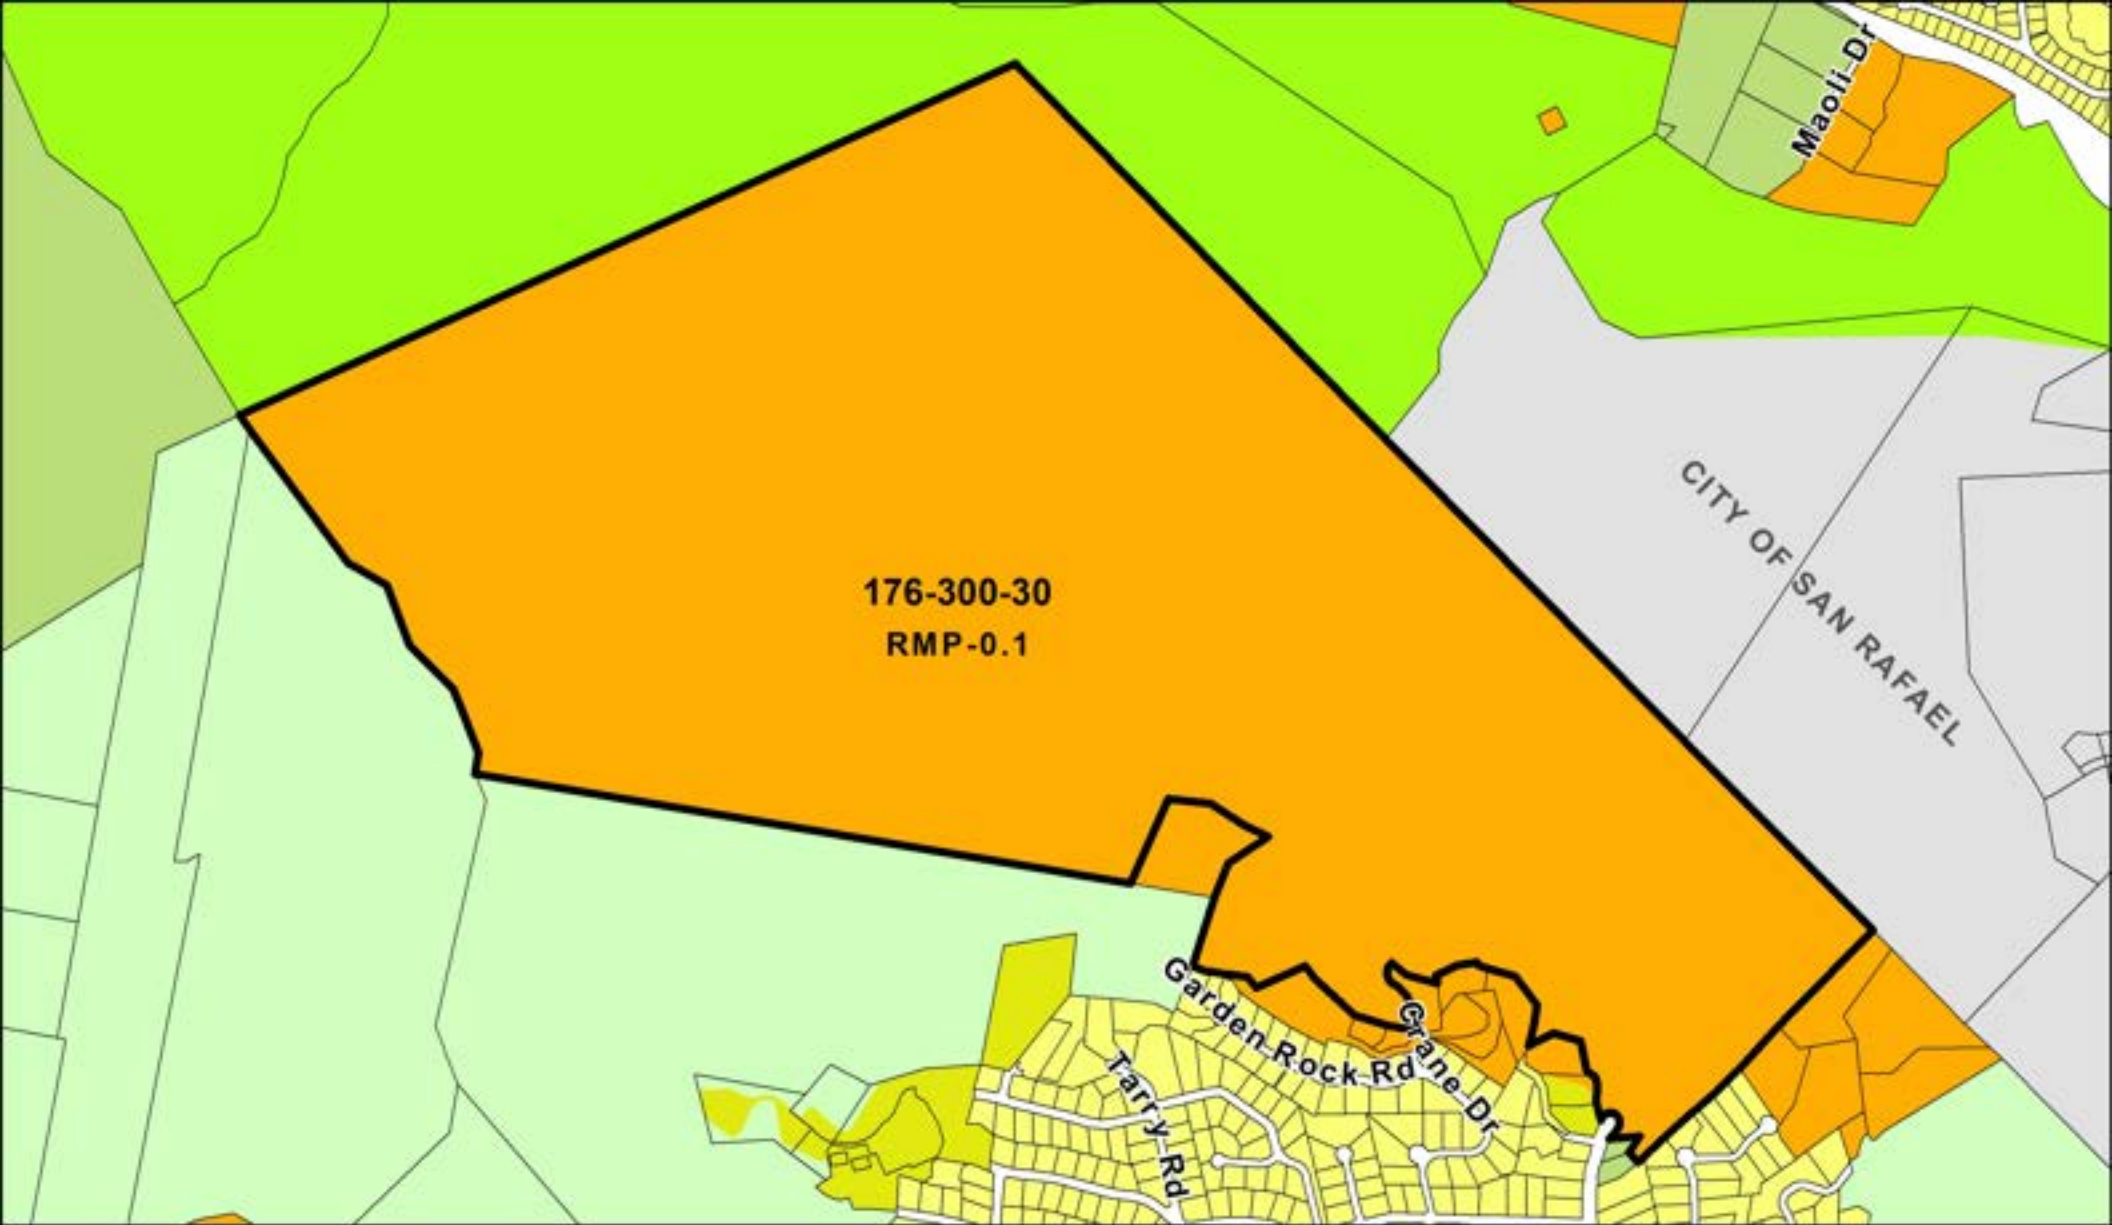 Maoli Dr
CITY OF SAN RAFAEL
176-300-30
RMP-0.1
Garden Rock Rd
Crane Dr
Tarry Rd